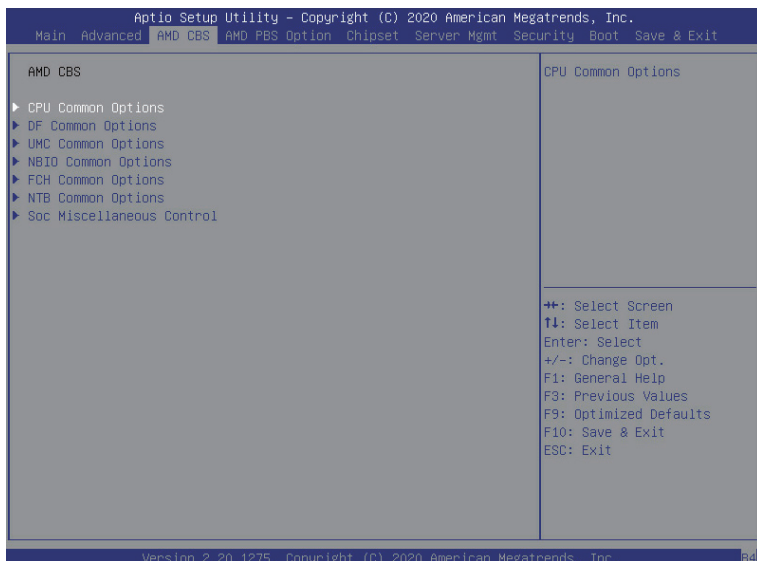 Aptio Setup Utility – Copyright (C) 2020 American Megatrends, Inc.
Main Advanced AMD CBS AMD PBS Option Chipset Server Mgmt Security Boot Save & Exit
AMD CBS
CPU Common Options
DF Common Options
UMC Common Options
NBIO Common Options
FCH Common Options
NTB Common Options
Soc Miscellaneous Control
CPU Common Options
→←: Select Screen
↑↓: Select Item
Enter: Select
+/-: Change Opt.
F1: General Help
F3: Previous Values
F9: Optimized Defaults
F10: Save & Exit
ESC: Exit
Version 2.20.1275. Copyright (C) 2020 American Megatrends, Inc.
B4